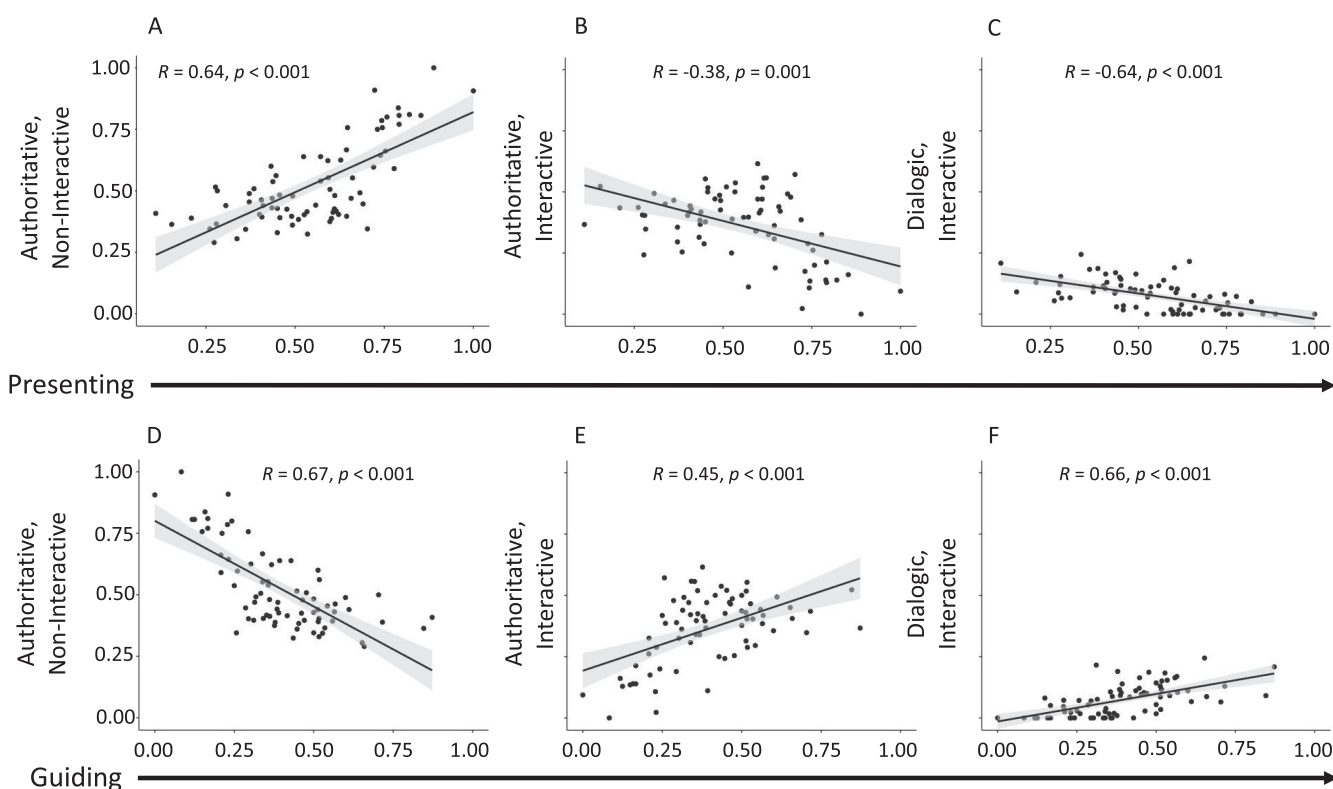 A
B
C
R = 0.64, p < 0.001
R = -0.38, p = 0.001
R = -0.64, p < 0.001
Authoritative,
Non-Interactive
1.00
0.75
0.50
0.25
0.00
Authoritative,
Interactive
Dialogic,
Interactive
0.25 0.50 0.75 1.00
0.25 0.50 0.75 1.00
0.25 0.50 0.75 1.00
Presenting
D
E
F
R = 0.67, p < 0.001
R = 0.45, p < 0.001
R = 0.66, p < 0.001
Authoritative,
Non-Interactive
1.00
0.75
0.50
0.25
0.00
Authoritative,
Interactive
Dialogic,
Interactive
0.00 0.25 0.50 0.75 1.00
0.00 0.25 0.50 0.75 1.00
0.00 0.25 0.50 0.75 1.00
Guiding